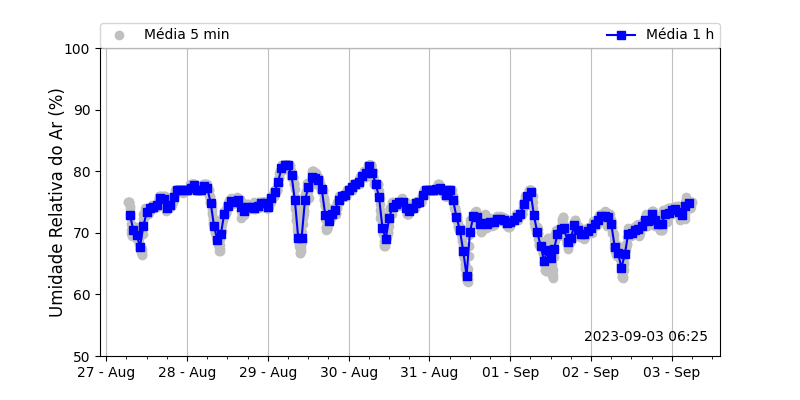 Média 5 min
Média 1 h
Umidade Relativa do Ar (%)
100
90
80
70
60
50
2023-09-03 06:25
27 - Aug
28 - Aug
29 - Aug
30 - Aug
31 - Aug
01 - Sep
02 - Sep
03 - Sep